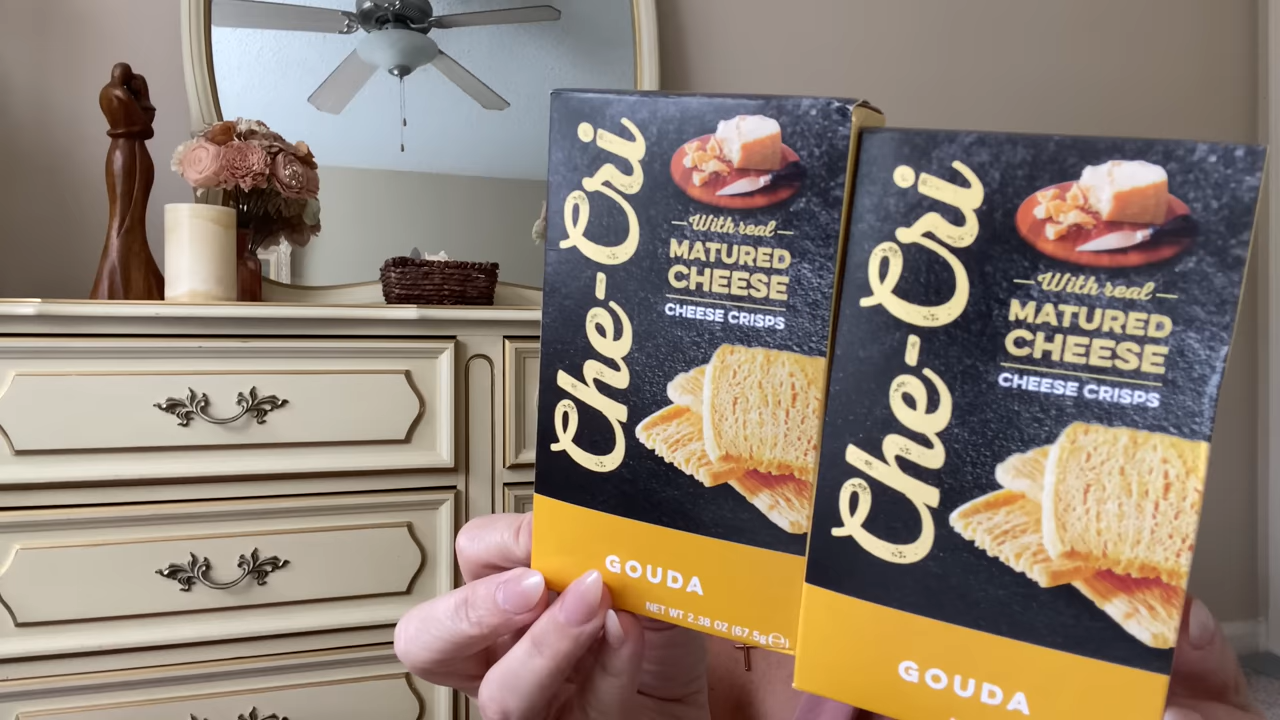 Che-Cri
With real
MATURED
CHEESE
CHEESE CRISPS
GOUDA
NET WT 2.38 OZ (67.5g℮)
Che-Cri
With real
MATURED
CHEESE
CHEESE CRISPS
GOUDA
T